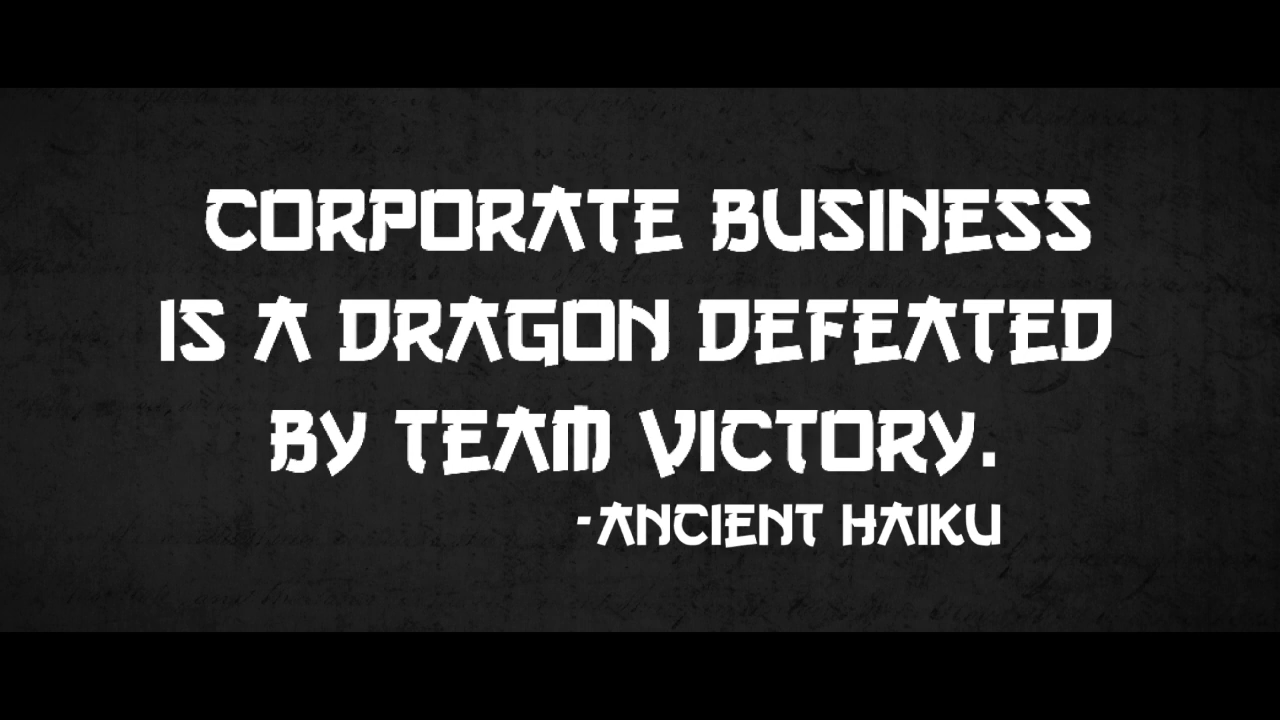 CORPORATE BUSINESS
IS A DRAGON DEFEATED
BY TEAM VICTORY.
-ANCIENT HAIKU